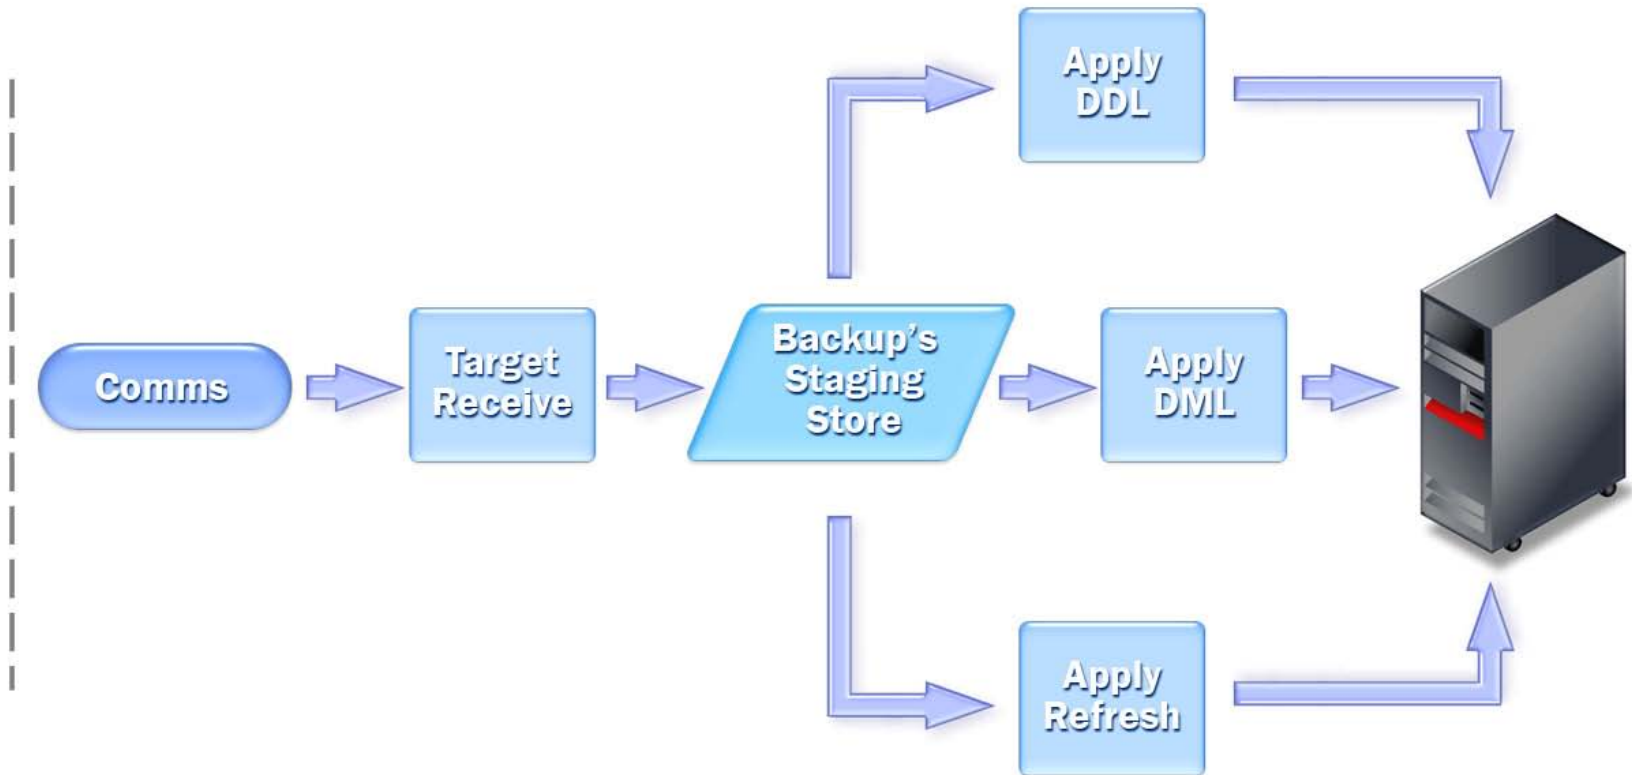 Apply
DDL
Comms
Target
Receive
Backup's
Staging
Store
Apply
DML
Apply
Refresh